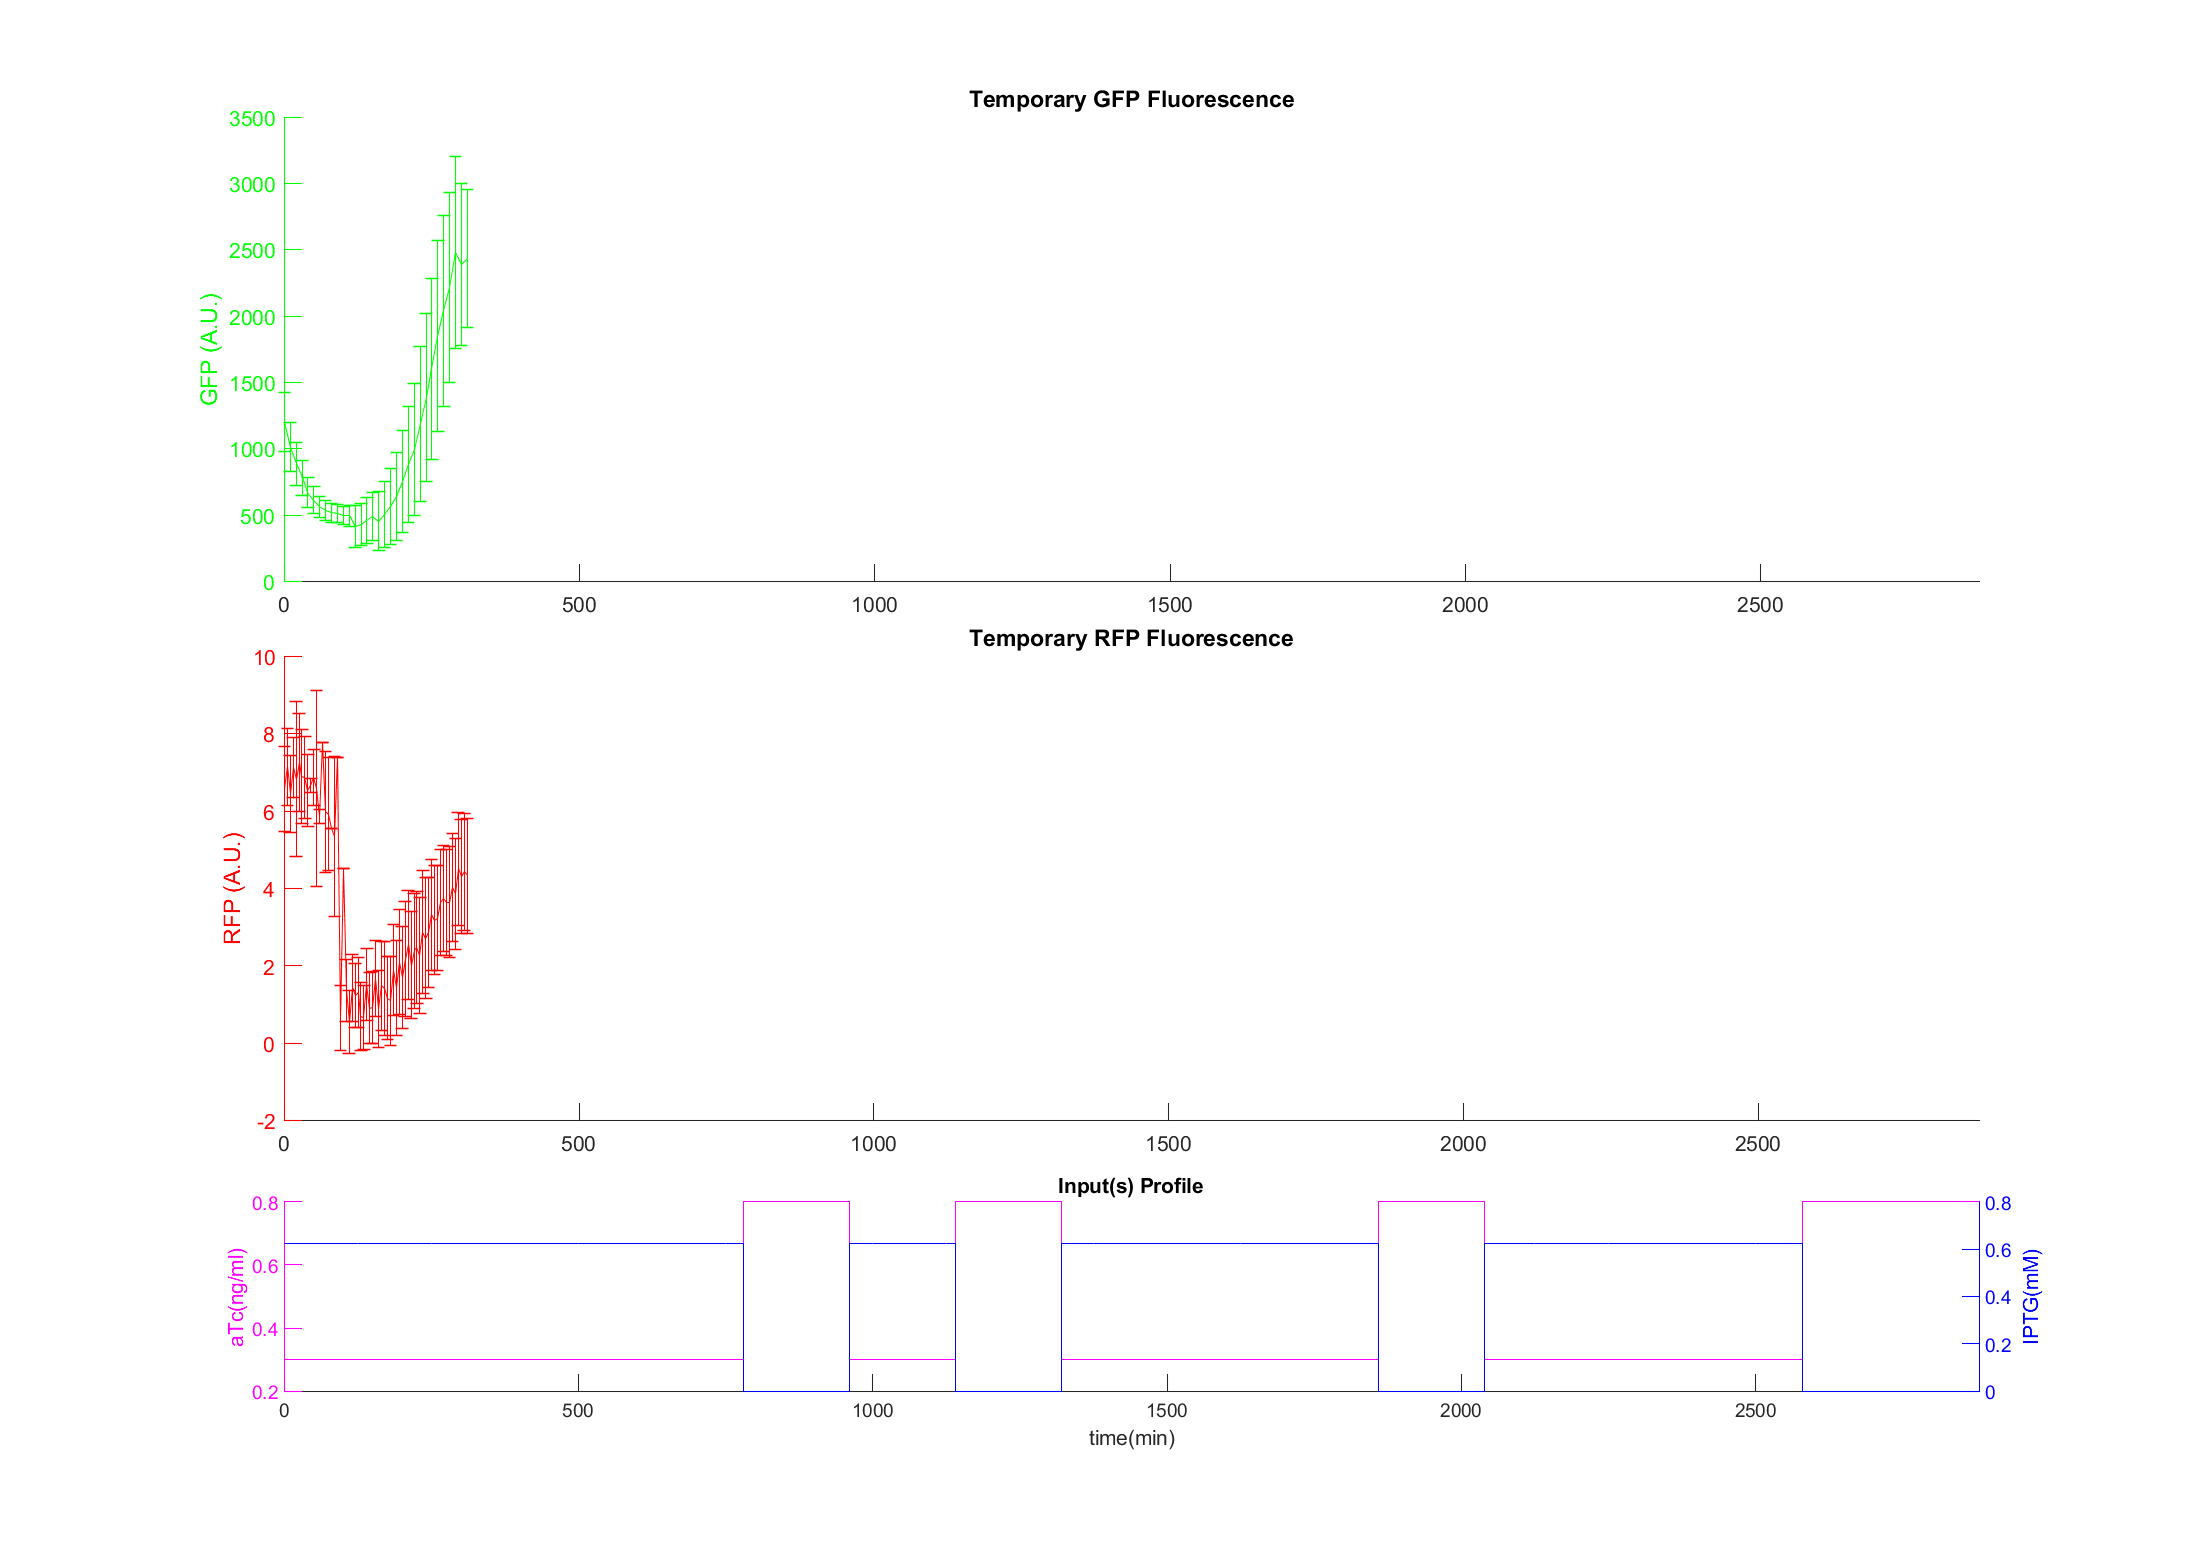 Temporary GFP Fluorescence
3500
3000
2500
2000
1500
1000
500
0
GFP (A.U.)
0 500 1000 1500 2000 2500
Temporary RFP Fluorescence
10
8
6
4
2
0
-2
RFP (A.U.)
0 500 1000 1500 2000 2500
Input(s) Profile
0.8
0.6
0.4
0.2
aTc(ng/ml)
0.8
0.6
0.4
0.2
0
IPTG(mM)
0 500 1000 1500 2000 2500
time(min)